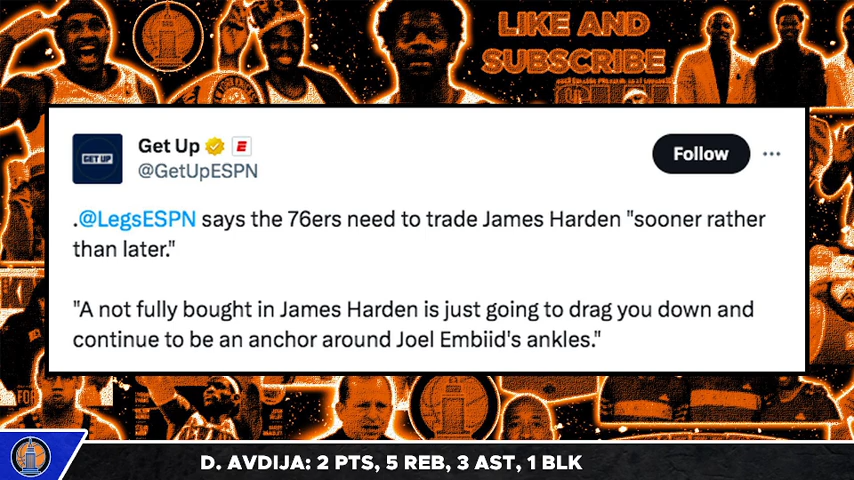 LIKE AND
SUBSCRIBE
GET UP
Get Up
@GetUpESPN
Follow
.@LegsESPN says the 76ers need to trade James Harden "sooner rather
than later."
"A not fully bought in James Harden is just going to drag you down and
continue to be an anchor around Joel Embiid's ankles."
D. AVDIJA: 2 PTS, 5 REB, 3 AST, 1 BLK